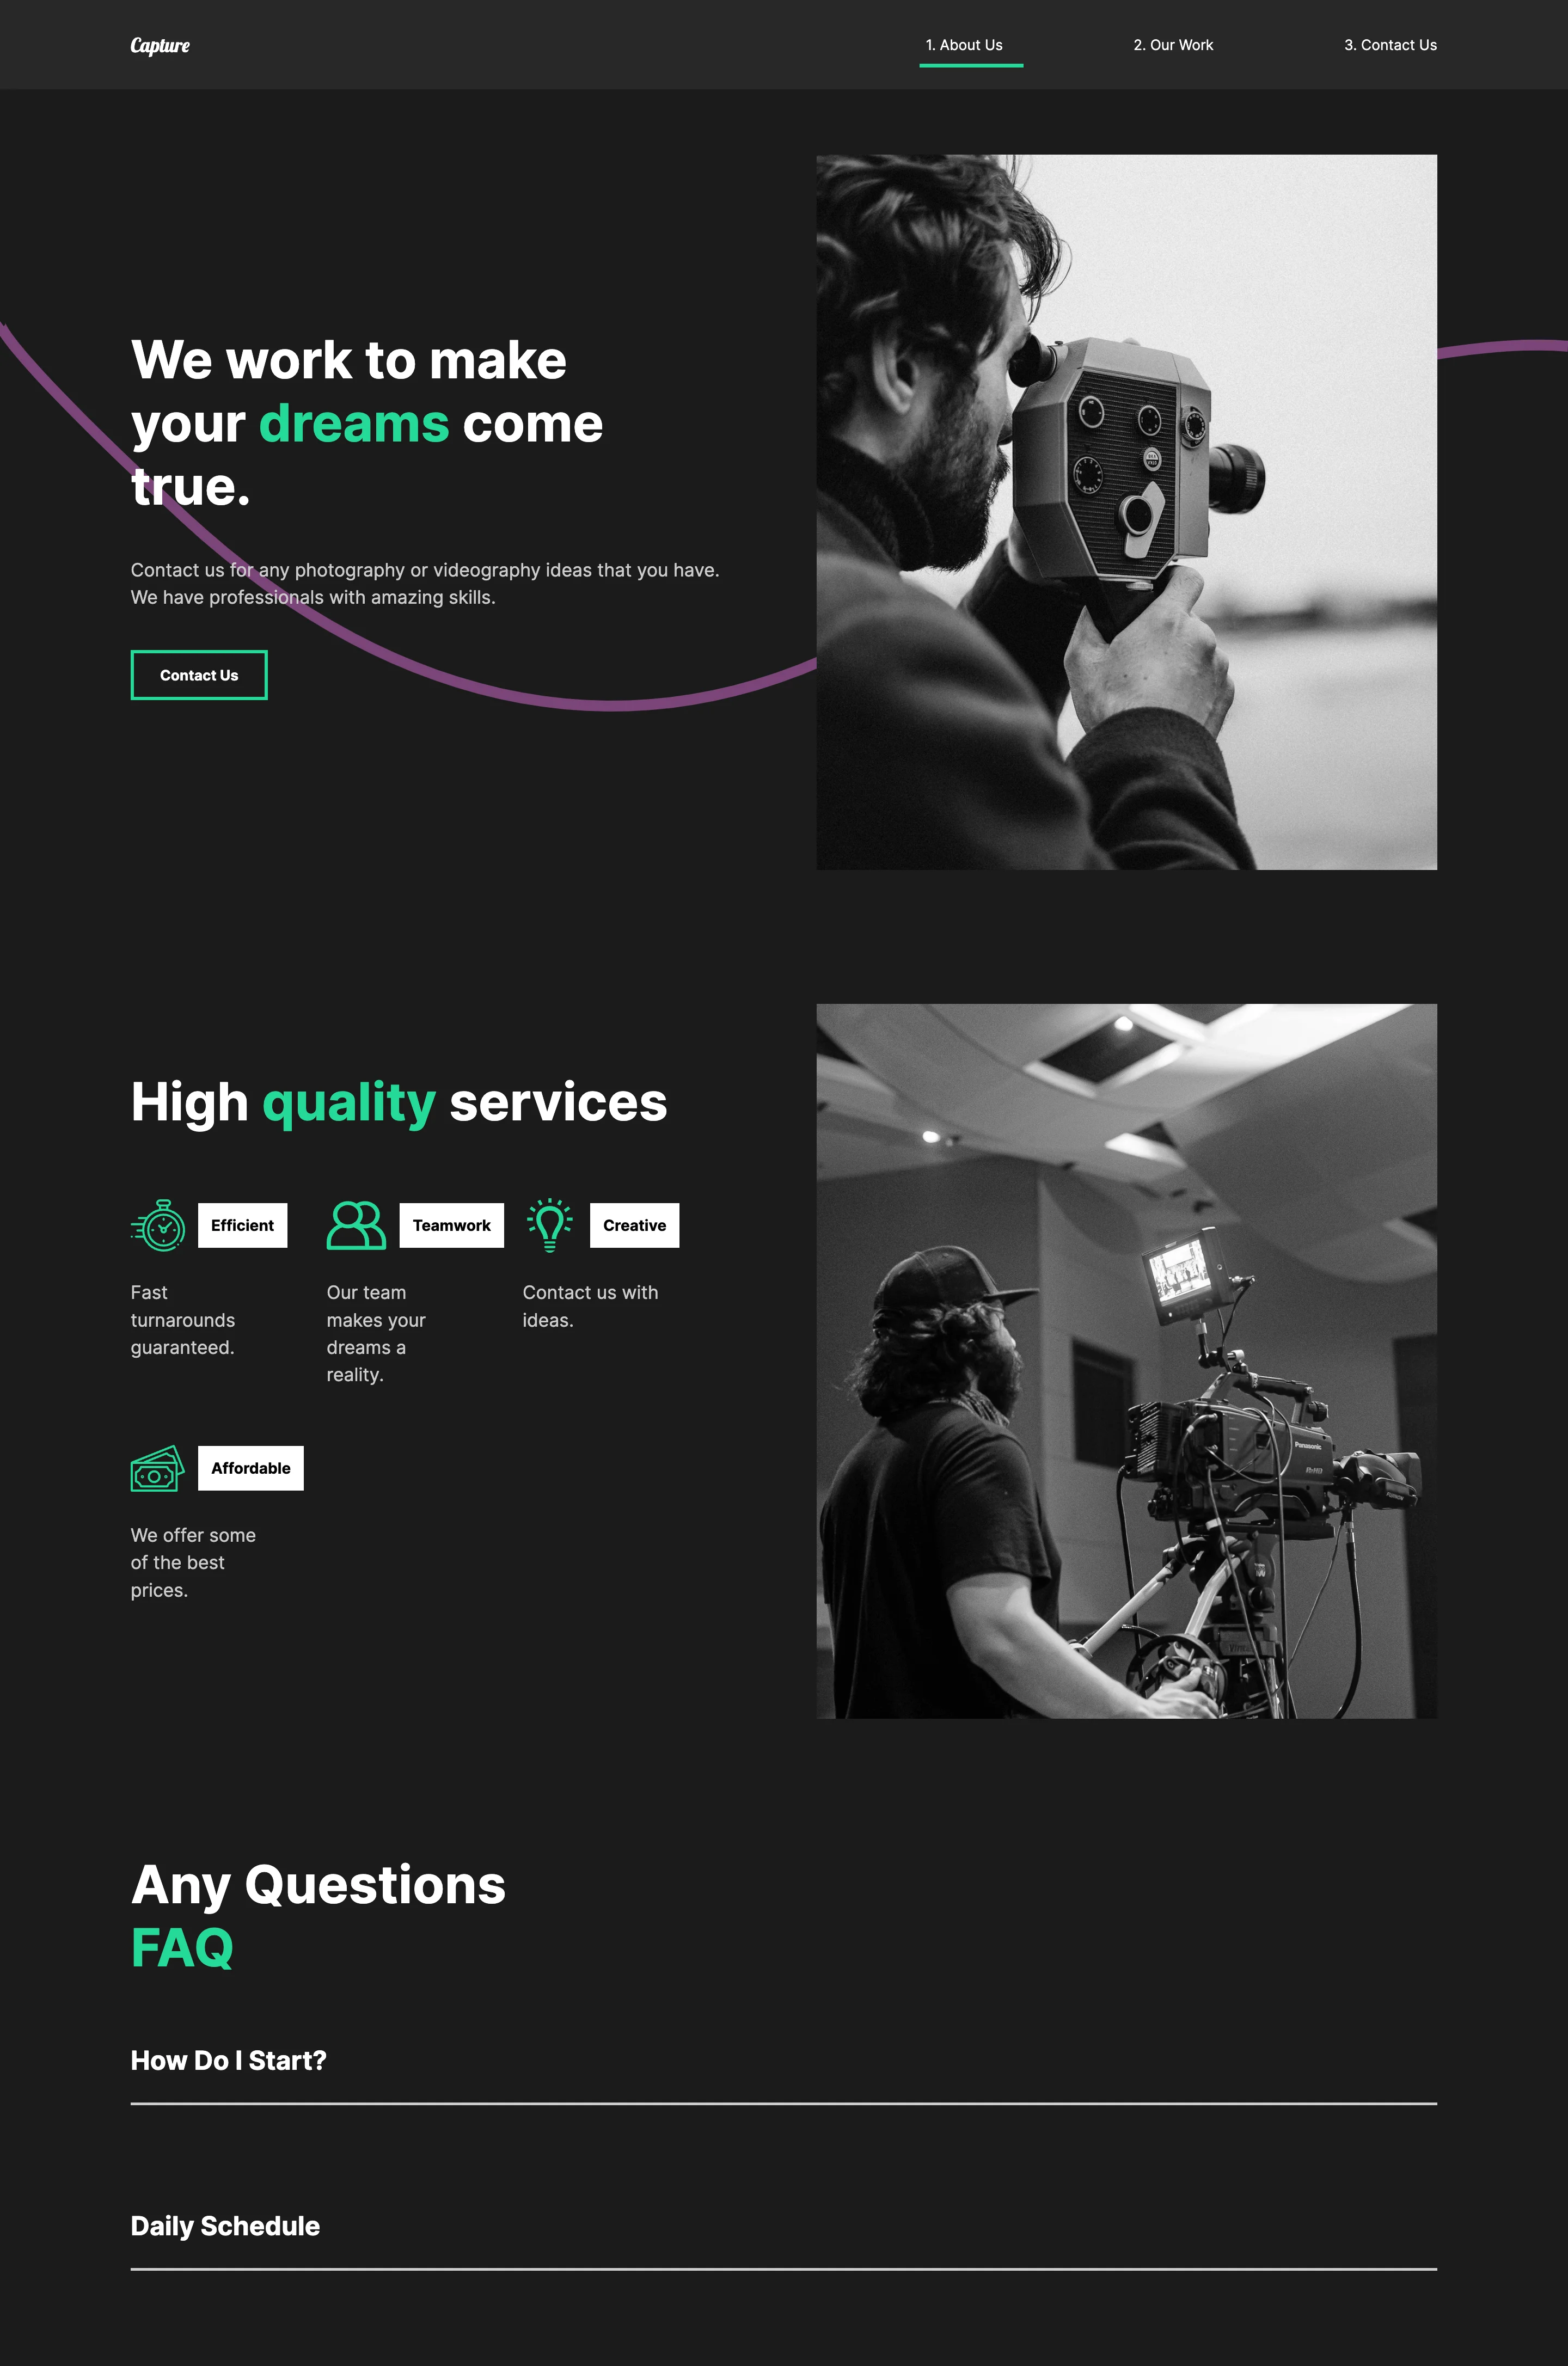 Capture
1. About Us
2. Our Work
3. Contact Us
We work to make
your dreams come
true.
Contact us for any photography or videography ideas that you have.
We have professionals with amazing skills.
Contact Us
High quality services
Efficient
Fast
turnarounds
guaranteed.
Teamwork
Our team
makes your
dreams a
reality.
Creative
Contact us with
ideas.
Affordable
We offer some
of the best
prices.
Panasonic
Any Questions
FAQ
How Do I Start?
Daily Schedule